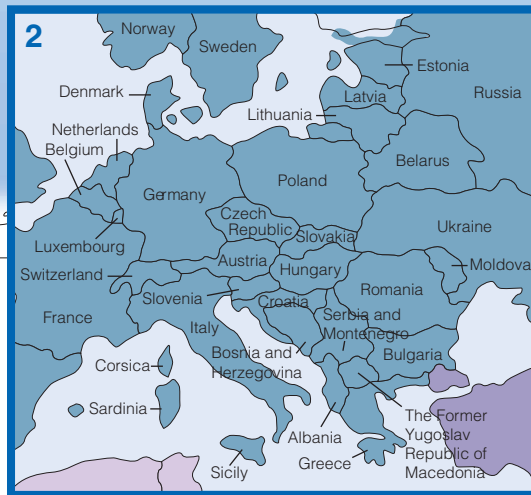 2
Norway
Sweden
Estonia
Denmark
Latvia
Russia
Lithuania
Netherlands
Belgium
Belarus
Germany
Poland
Czech
Republic
Ukraine
Slovakia
Luxembourg
Austria
Moldova
Switzerland
Hungary
Romania
Slovenia
Croatia
Serbia and
Montenegro
France
Italy
Bosnia and
Herzegovina
Bulgaria
Corsica
Sardinia
The Former
Yugoslav
Republic of
Macedonia
Albania
Greece
Sicily